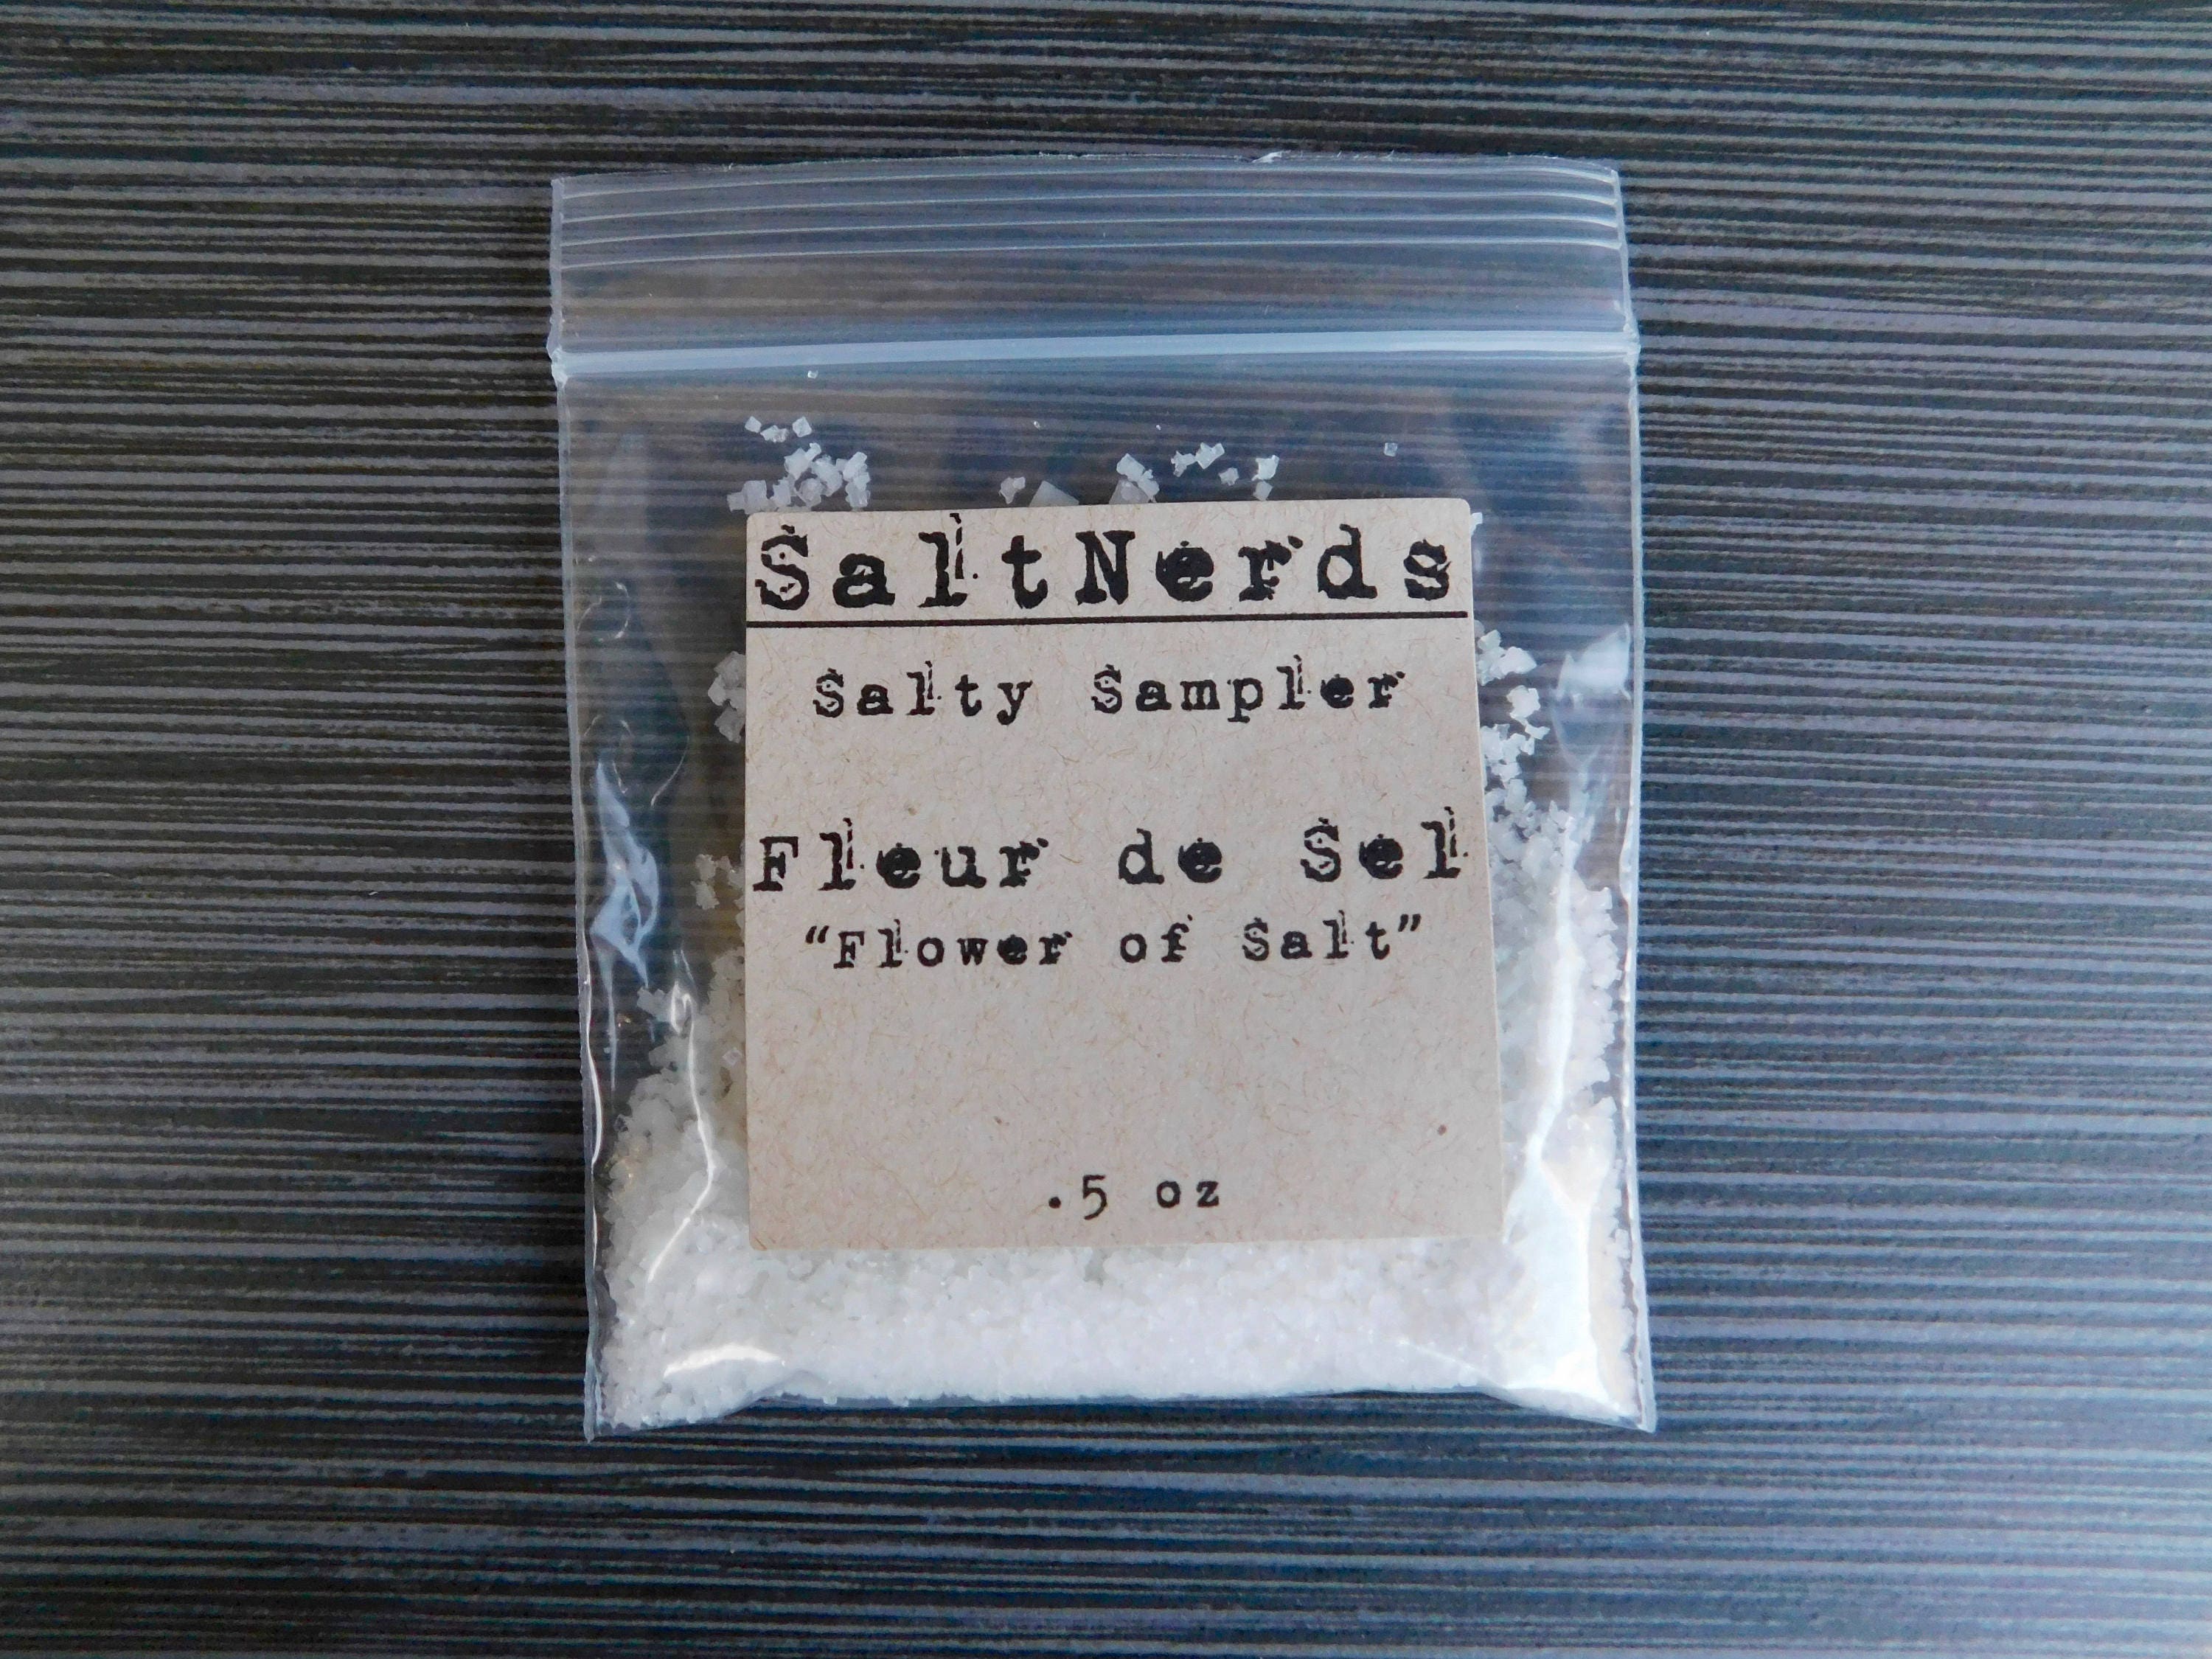 SaltNerds
Salty Sampler
Fleur de Sel
“Flower of Salt”
.5 oz